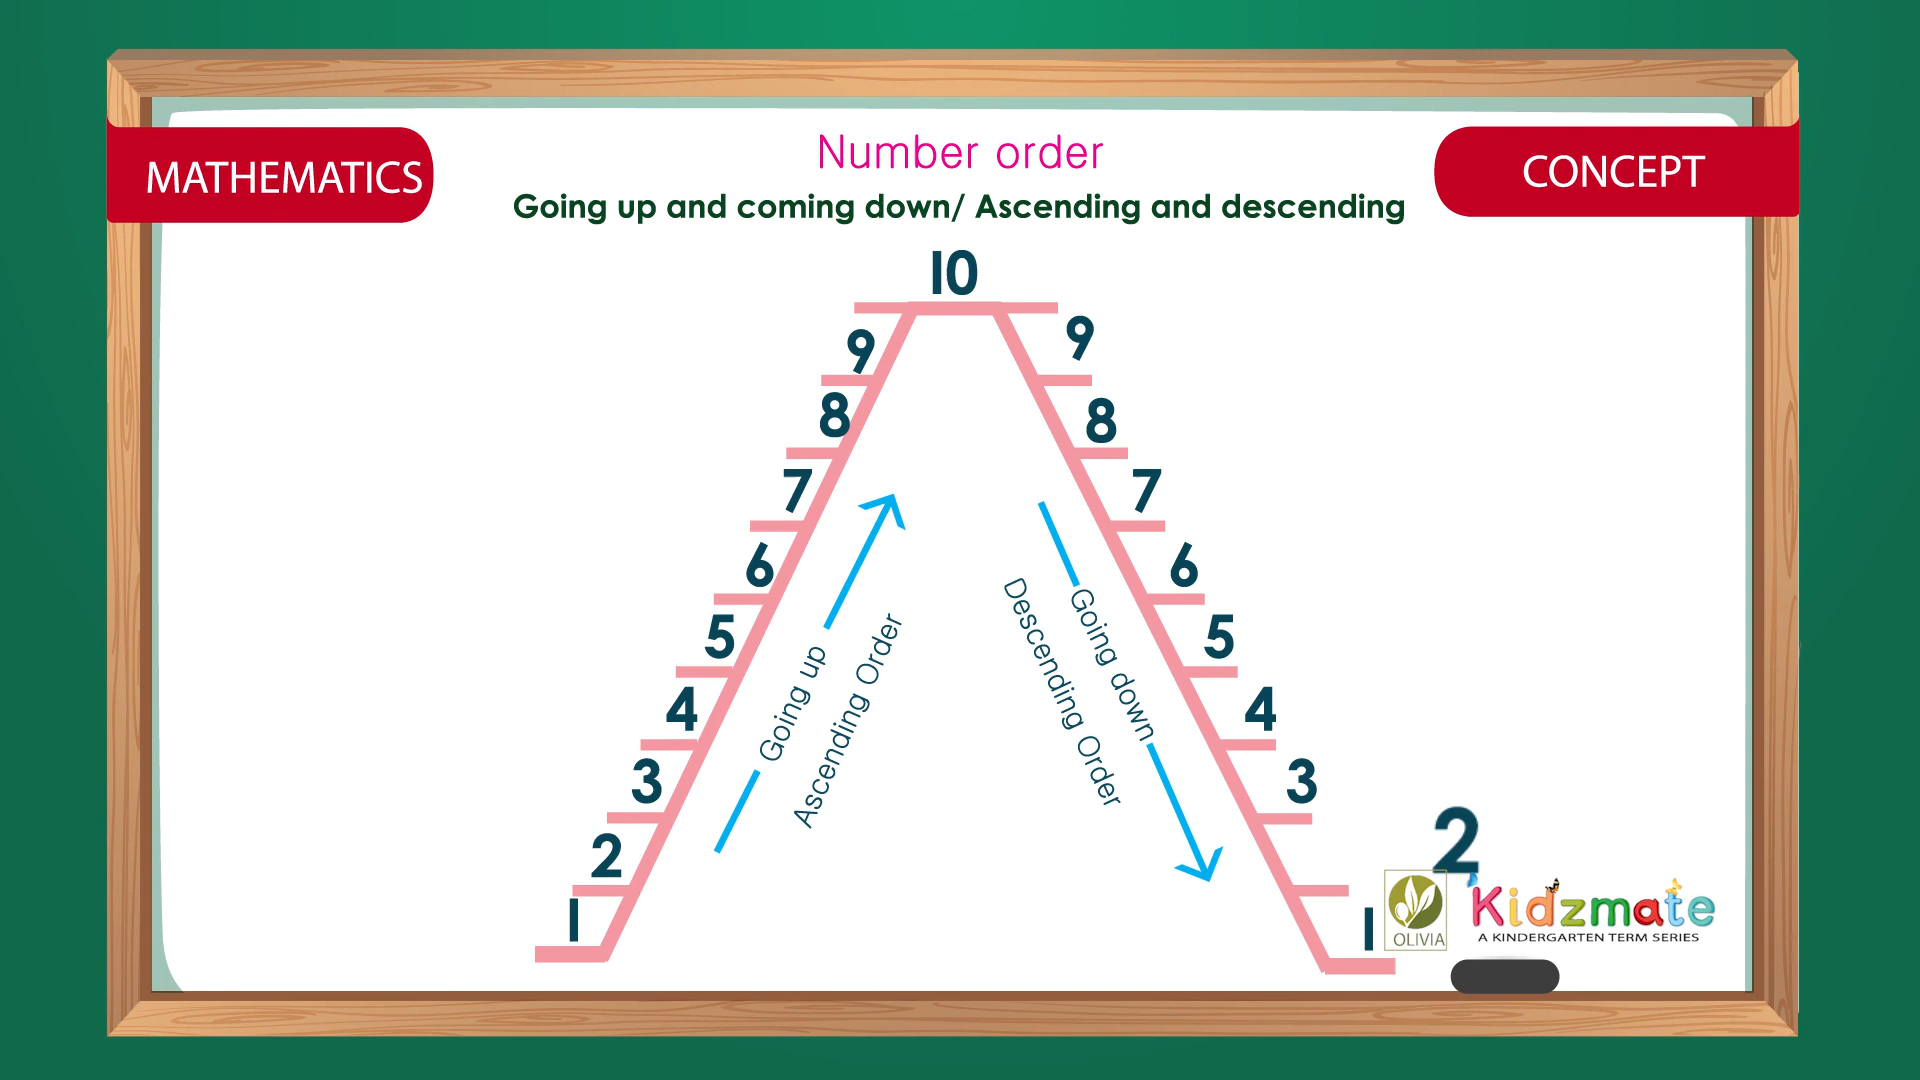 MATHEMATICS
Number order
CONCEPT
Going up and coming down/ Ascending and descending
10
9
9
8
8
7
7
6
6
5
5
4
4
3
3
2
2
1
1
Going up
Ascending Order
Going down
Descending Order
OLIVIA
Kidzmate
A KINDERGARTEN TERM SERIES